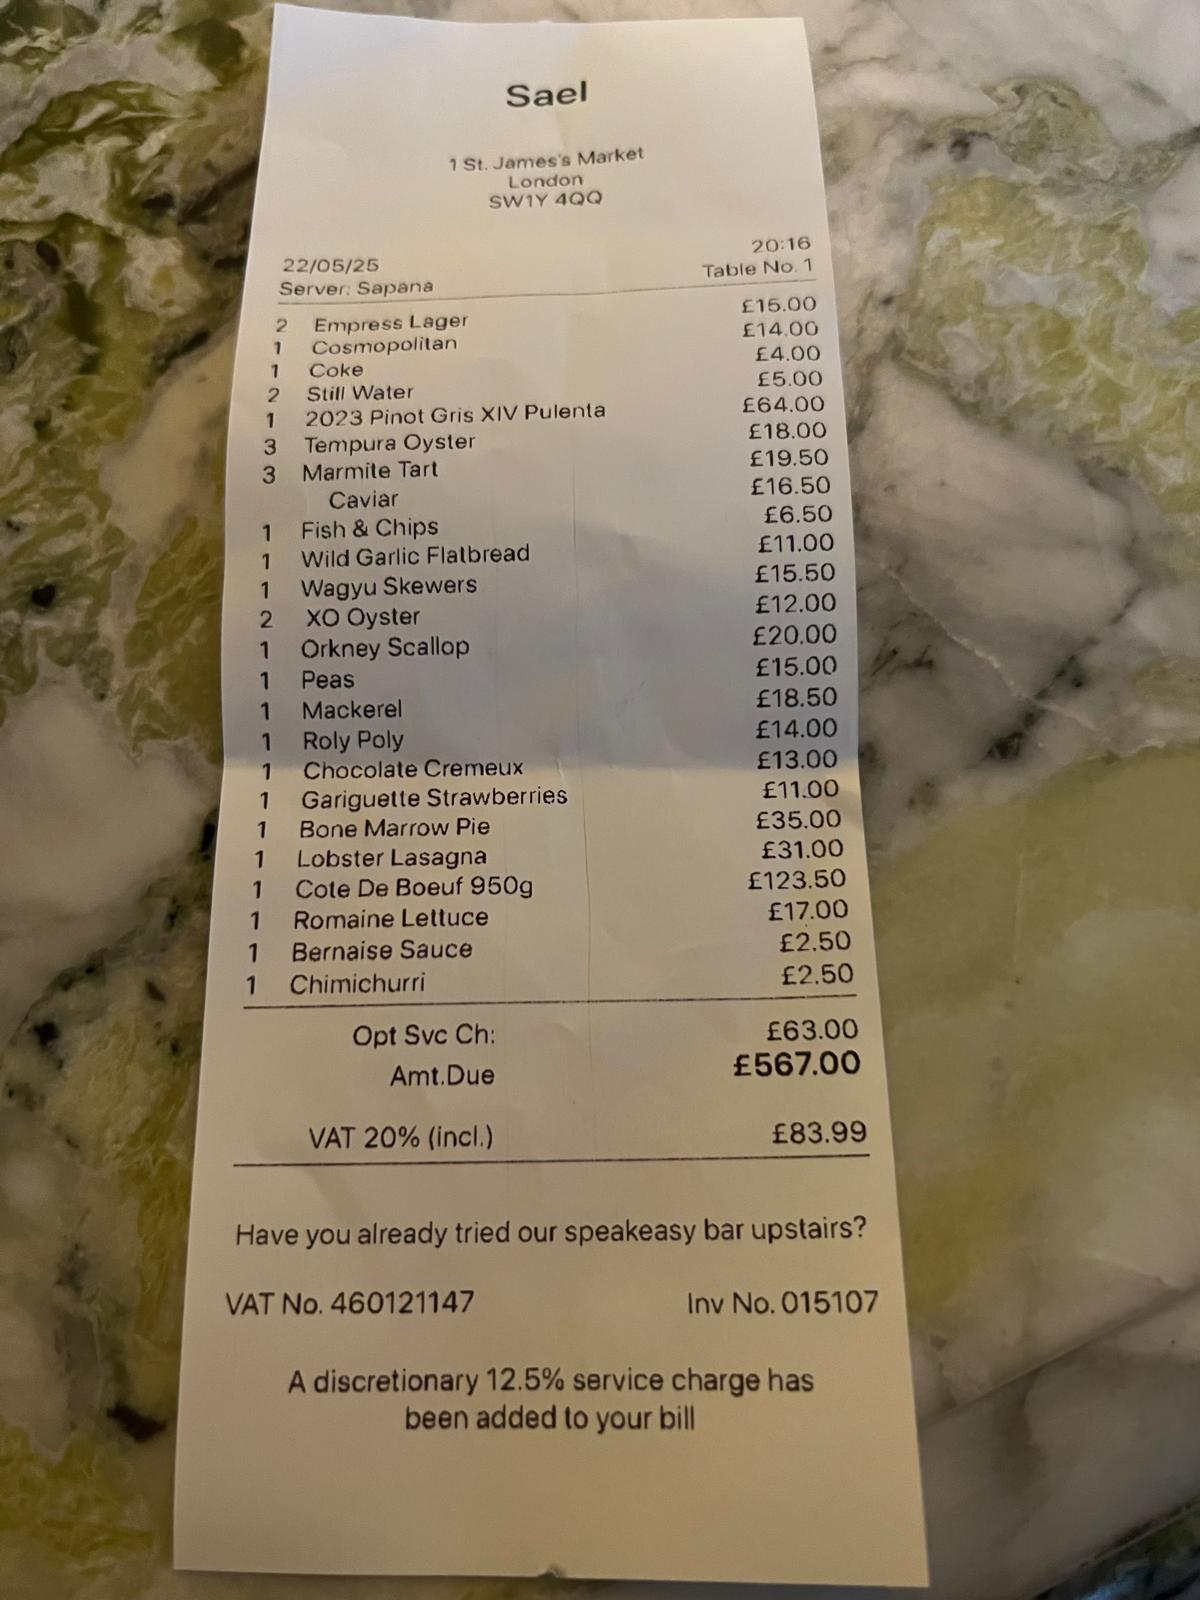 Sael
1 St. James's Market
London
SW1Y 4QQ
20:16
22/05/25 Table No. 1
Server: Sapana
2 Empress Lager £15.00
1 Cosmopolitan £14.00
1 Coke £4.00
2 Still Water £5.00
1 2023 Pinot Gris XIV Pulenta £64.00
3 Tempura Oyster £18.00
3 Marmite Tart £19.50
Caviar £16.50
1 Fish & Chips £6.50
1 Wild Garlic Flatbread £11.00
1 Wagyu Skewers £15.50
2 XO Oyster £12.00
1 Orkney Scallop £20.00
1 Peas £15.00
1 Mackerel £18.50
1 Roly Poly £14.00
1 Chocolate Cremeux £13.00
1 Gariguette Strawberries £11.00
1 Bone Marrow Pie £35.00
1 Lobster Lasagna £31.00
1 Cote De Boeuf 950g £123.50
1 Romaine Lettuce £17.00
1 Bernaise Sauce £2.50
1 Chimichurri £2.50
Opt Svc Ch: £63.00
Amt.Due £567.00
VAT 20% (incl.) £83.99
Have you already tried our speakeasy bar upstairs?
VAT No. 460121147 Inv No. 015107
A discretionary 12.5% service charge has
been added to your bill